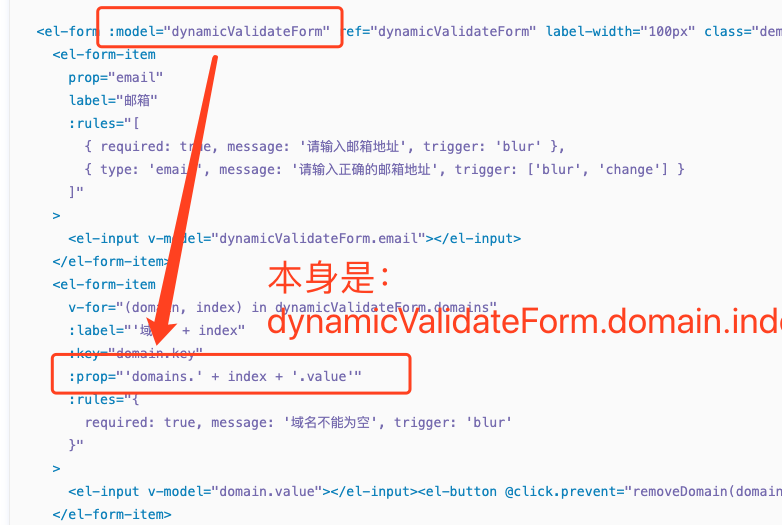 <el-form :model="dynamicValidateForm" ref="dynamicValidateForm" label-width="100px" class="dem
<el-form-item
prop="email"
label="邮箱"
:rules="[
{ required: true, message: '请输入邮箱地址', trigger: 'blur' },
{ type: 'email', message: '请输入正确的邮箱地址', trigger: ['blur', 'change'] }
]"
>
<el-input v-model="dynamicValidateForm.email"></el-input>
</el-form-item>
<el-form-item
本身是：
v-for="(domain, index) in dynamicValidateForm.domains"
dynamicValidateForm.domain.inde
:label="'域名' + index"
:key="domain.key"
:prop="'domains.' + index + '.value'"
:rules="{
required: true, message: '域名不能为空', trigger: 'blur'
}"
>
<el-input v-model="domain.value"></el-input><el-button @click.prevent="removeDomain(domain
</el-form-item>